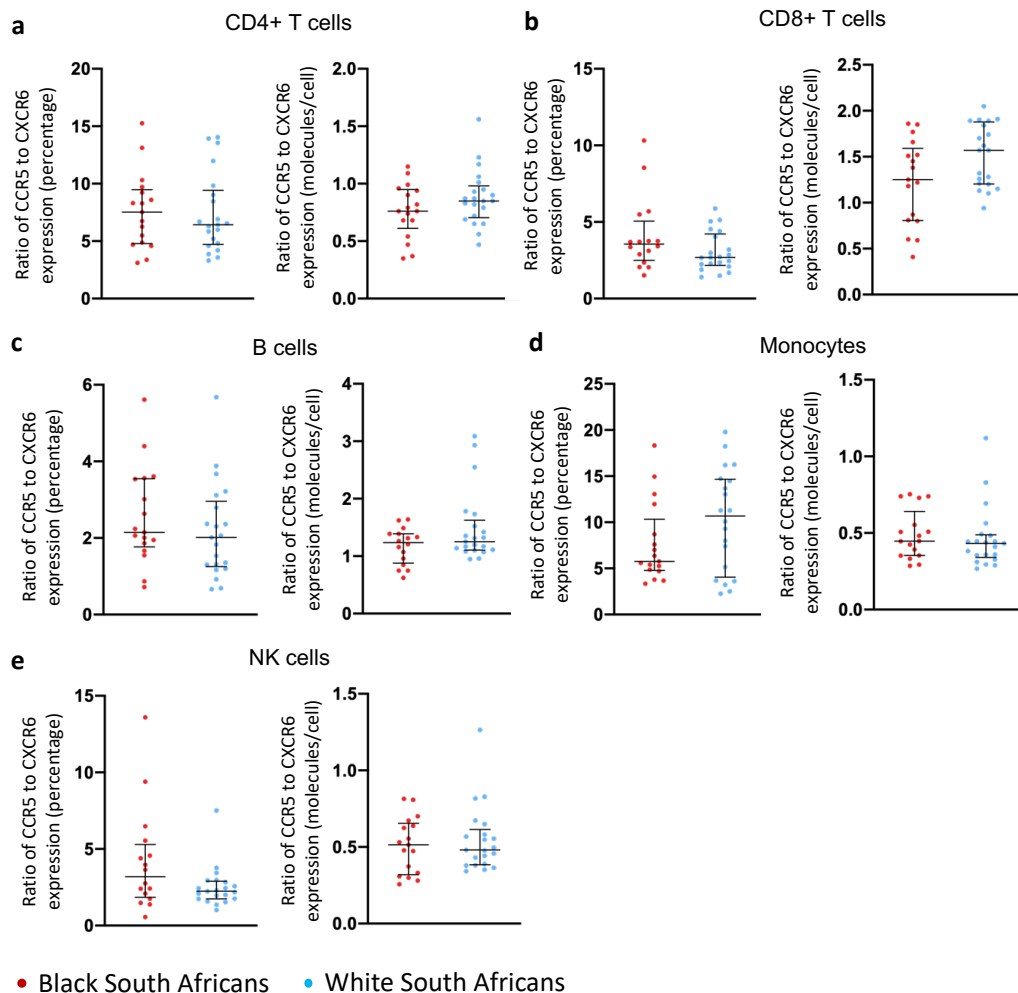 a
CD4+ T cells
Ratio of CCR5 to CXCR6
expression (percentage)
20
15
10
5
0
Ratio of CCR5 to CXCR6
expression (molecules/cell)
2.0
1.5
1.0
0.5
0.0
b
CD8+ T cells
Ratio of CCR5 to CXCR6
expression (percentage)
15
10
5
0
Ratio of CCR5 to CXCR6
expression (molecules/cell)
2.5
2.0
1.5
1.0
0.5
0.0
c
B cells
Ratio of CCR5 to CXCR6
expression (percentage)
6
4
2
0
Ratio of CCR5 to CXCR6
expression (molecules/cell)
4
3
2
1
0
d
Monocytes
Ratio of CCR5 to CXCR6
expression (percentage)
25
20
15
10
5
0
Ratio of CCR5 to CXCR6
expression (molecules/cell)
1.5
1.0
0.5
0.0
e
NK cells
Ratio of CCR5 to CXCR6
expression (percentage)
15
10
5
0
Ratio of CCR5 to CXCR6
expression (molecules/cell)
1.5
1.0
0.5
0.0
Black South Africans
White South Africans